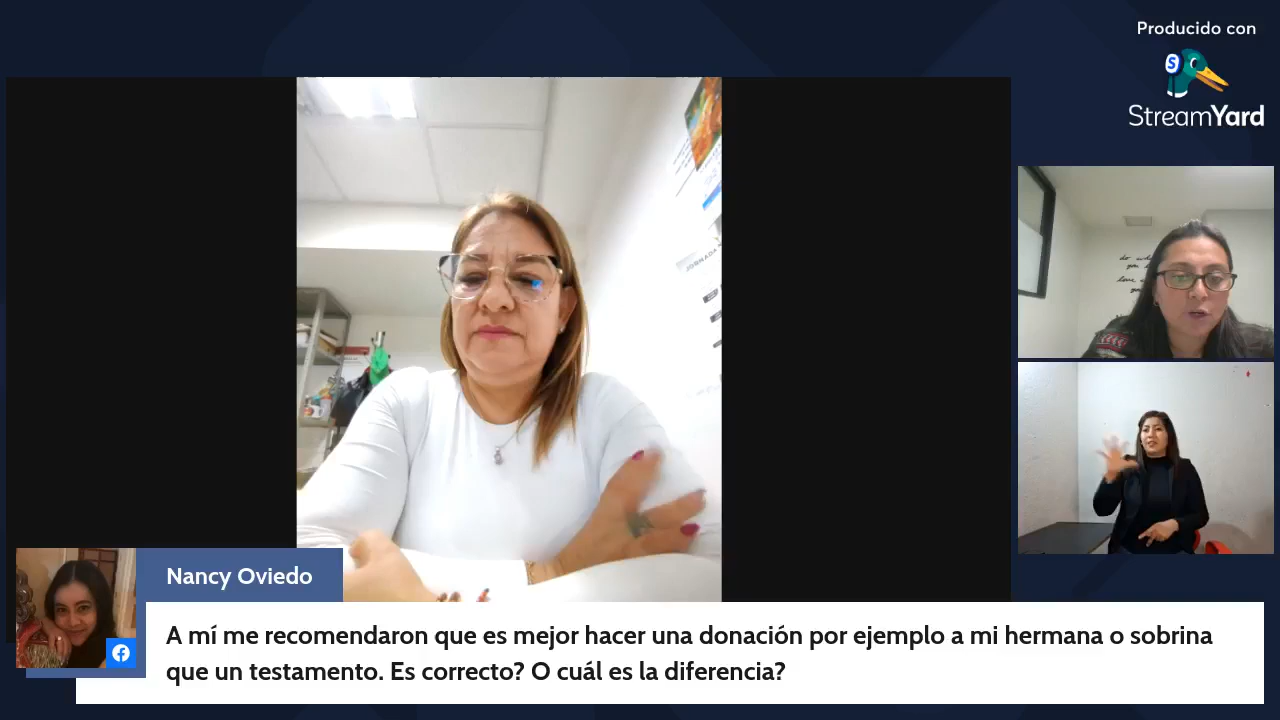 Producido con
S
StreamYard
Nancy Oviedo
A mí me recomendaron que es mejor hacer una donación por ejemplo a mi hermana o sobrina
que un testamento. Es correcto? O cuál es la diferencia?